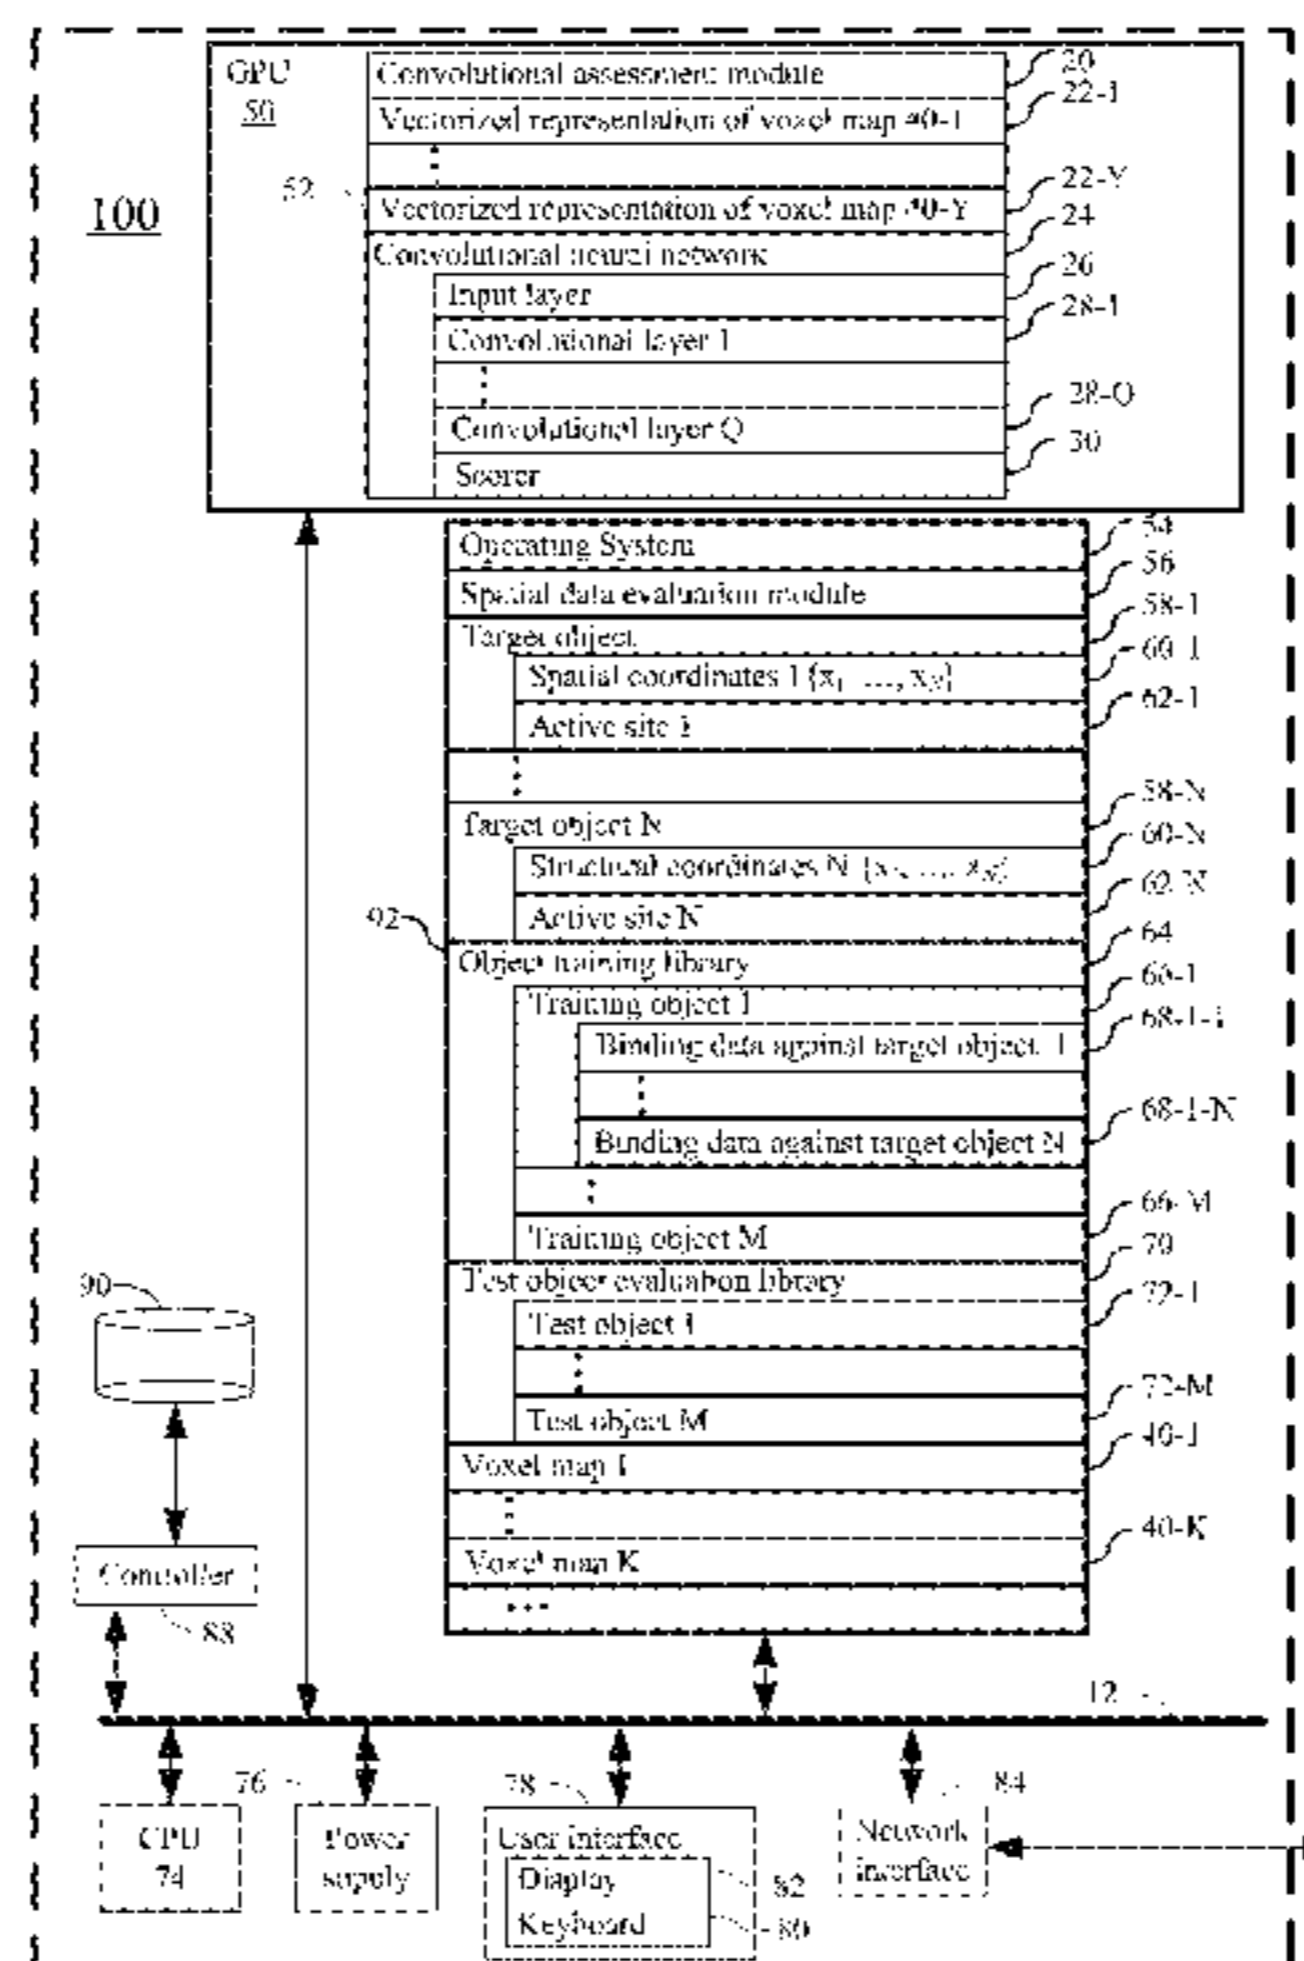 100
GPU
50
52
Convolutional assessment module
20
Vectorized representation of voxel map 40-1
22-1
Vectorized representation of voxel map 40-Y
22-Y
Convolutional neural network
24
Input layer
26
Convolutional layer 1
28-1
Convolutional layer Q
28-Q
Scorer
30
Operating System
54
Spatial data evaluation module
56
Target object
58-1
Spatial coordinates 1 {x₁ ...., x_N}
60-1
Active site 1
62-1
Target object N
58-N
Structural coordinates N
60-N
Active site N
62-N
92
Object training library
64
Training object 1
66-1
Binding data against target object 1
68-1-1
Binding data against target object N
68-1-N
Training object M
66-M
Test object evaluation library
70
Test object 1
72-1
Test object M
72-M
Voxel map 1
40-1
Voxel map K
40-K
...
90
Controller
88
12
CPU
74
76
Power
supply
78
User interface
Display
82
Keyboard
80
84
Network
interface